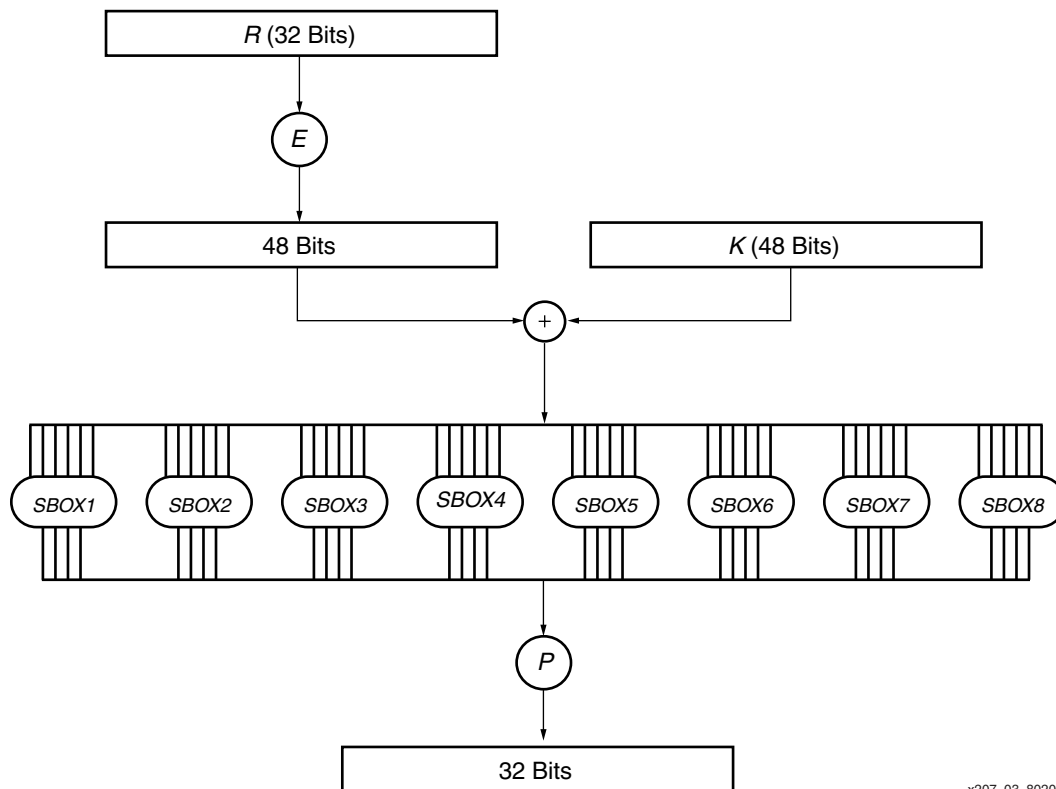 R (32 Bits)
E
48 Bits
K (48 Bits)
+
SBOX1 SBOX2 SBOX3 SBOX4 SBOX5 SBOX6 SBOX7 SBOX8
P
32 Bits